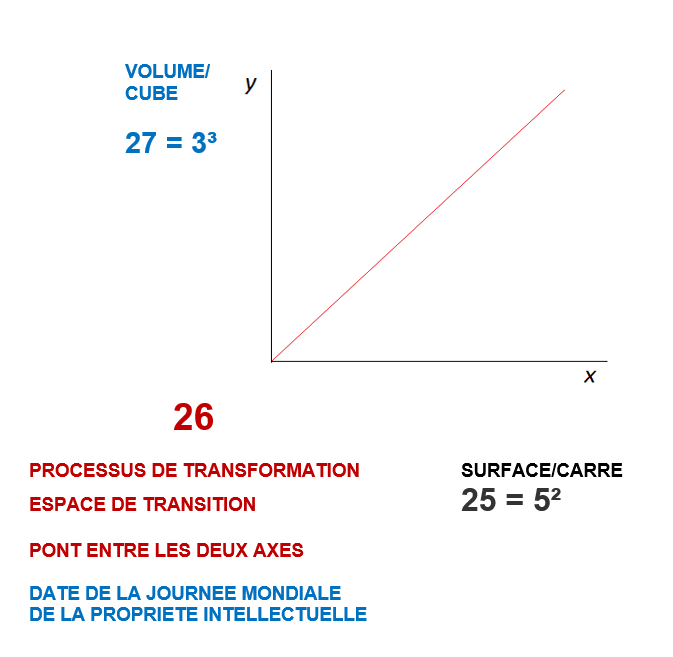 VOLUME/
CUBE
y
27 = 3³
x
26
PROCESSUS DE TRANSFORMATION
ESPACE DE TRANSITION
PONT ENTRE LES DEUX AXES
DATE DE LA JOURNEE MONDIALE
DE LA PROPRIETE INTELLECTUELLE
SURFACE/CARRE
25 = 5²